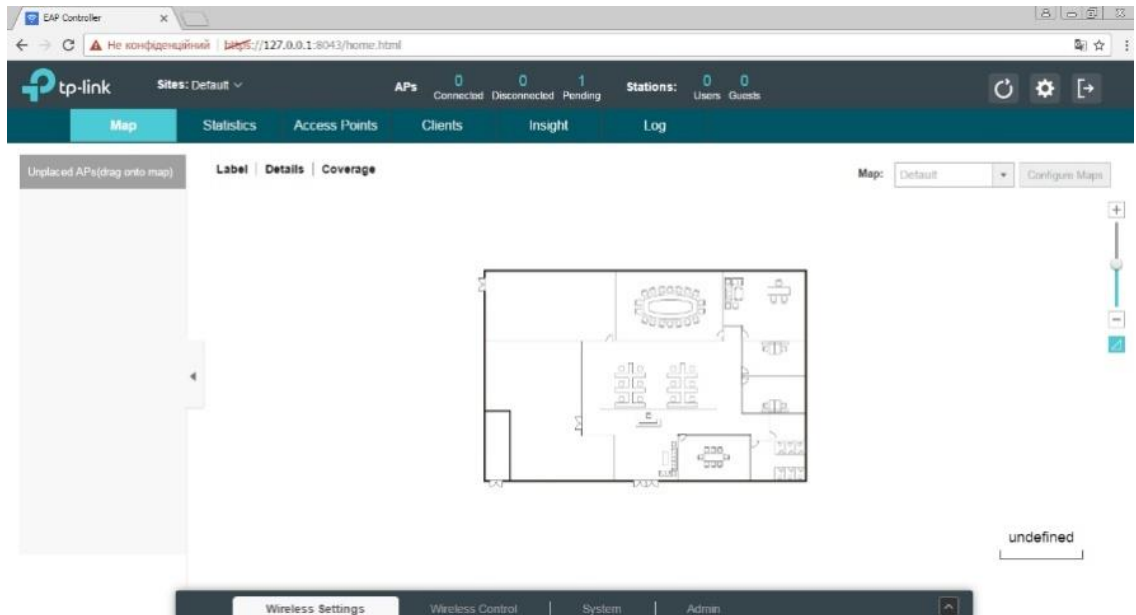 EAP Controller
Не конфіденційний | https://127.0.0.1:8043/home.html
tp-link Sites: Default APs 0 0 1 Stations: 0 0
Connected Disconnected Pending Users Guests
Map Statistics Access Points Clients Insight Log
Unplaced APs(drag onto map) Label | Details | Coverage Map: Default Configure Maps
undefined
Wireless Settings Wireless Control | System | Admin